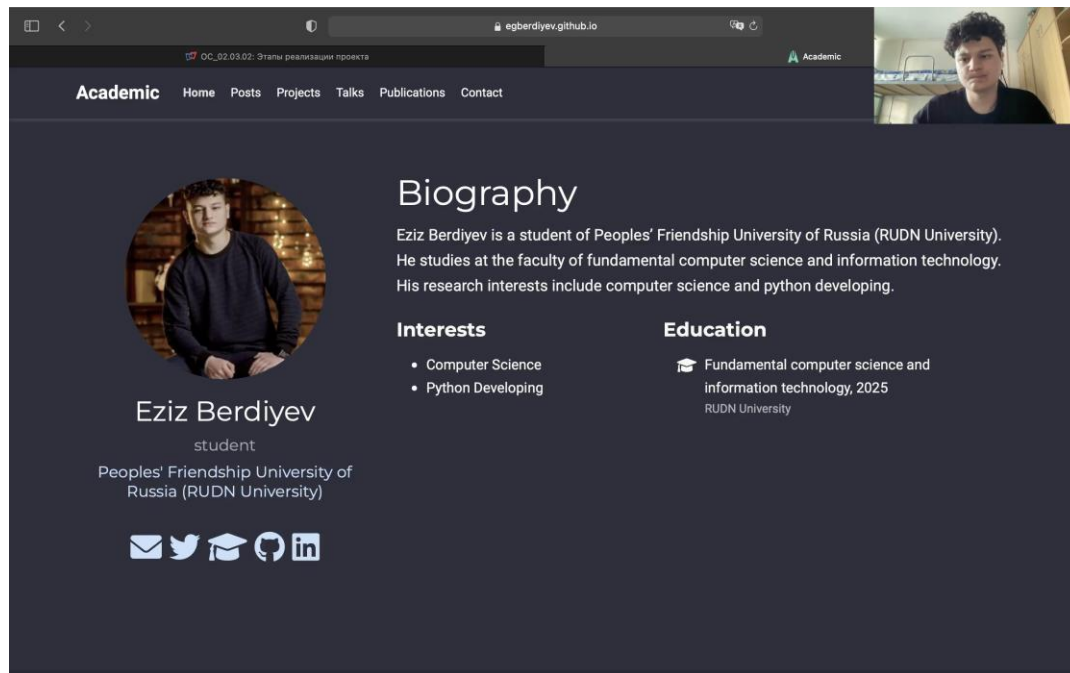 egberdiyev.github.io
ОС_02.03.02: Этапы реализации проекта
Academic
Academic
Home Posts Projects Talks Publications Contact
Biography
Eziz Berdiyev is a student of Peoples’ Friendship University of Russia (RUDN University).
He studies at the faculty of fundamental computer science and information technology.
His research interests include computer science and python developing.
Interests
Computer Science
Python Developing
Education
Fundamental computer science and
information technology, 2025
RUDN University
Eziz Berdiyev
student
Peoples' Friendship University of
Russia (RUDN University)